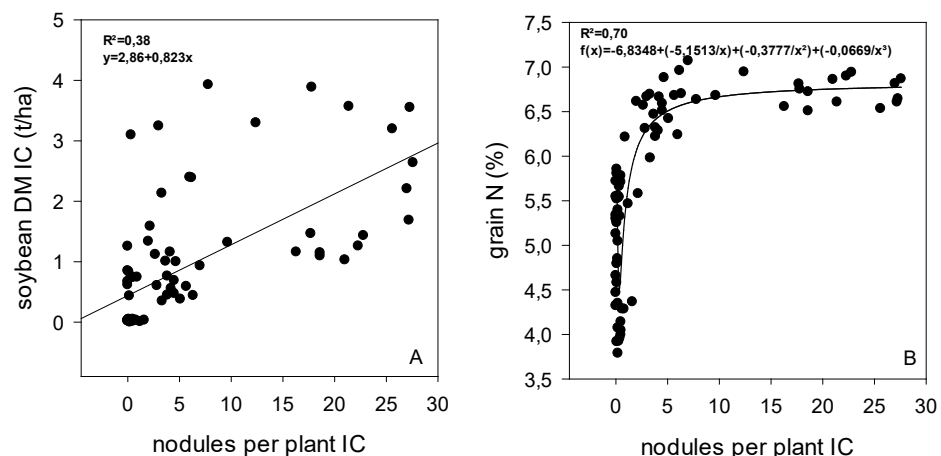 R²=0,38
y=2,86+0,823x
soybean DM IC (t/ha)
5
4
3
2
1
0
0 5 10 15 20 25 30
nodules per plant IC
A
R²=0,70
f(x)=-6,8348+(-5,1513/x)+(-0,3777/x²)+(-0,0669/x³)
grain N (%)
7,5
7,0
6,5
6,0
5,5
5,0
4,5
4,0
3,5
0 5 10 15 20 25 30
nodules per plant IC
B